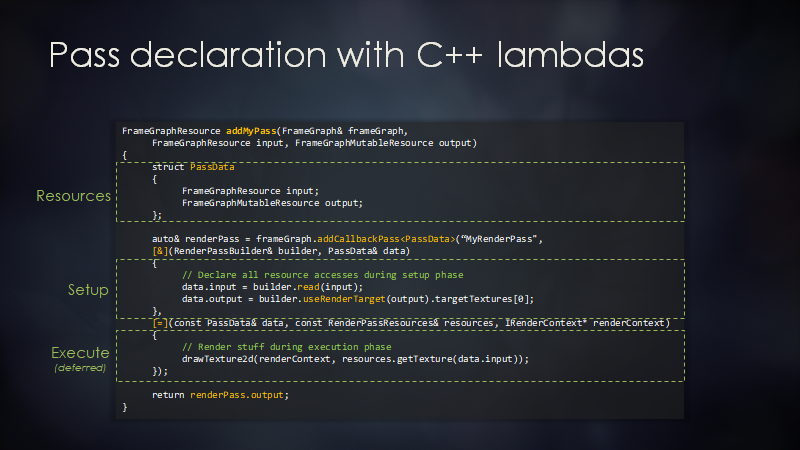 Pass declaration with C++ lambdas
FrameGraphResource addMyPass(FrameGraph& frameGraph,
FrameGraphResource input, FrameGraphMutableResource output)
{
struct PassData
{
Resources
FrameGraphResource input;
FrameGraphMutableResource output;
};
auto& renderPass = frameGraph.addCallbackPass<PassData>(“MyRenderPass",
[&](RenderPassBuilder& builder, PassData& data)
{
// Declare all resource accesses during setup phase
Setup
data.input = builder.read(input);
data.output = builder.useRenderTarget(output).targetTextures[0];
},
[=](const PassData& data, const RenderPassResources& resources, IRenderContext* renderContext)
{
Execute
(deferred)
// Render stuff during execution phase
drawTexture2d(renderContext, resources.getTexture(data.input));
});
return renderPass.output;
}